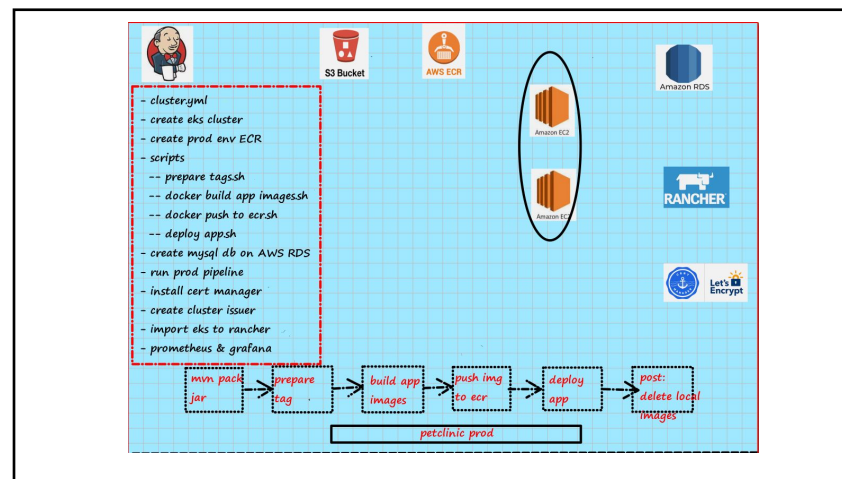 S3 Bucket
AWS ECR
Amazon RDS
Amazon EC2
Amazon EC2
RANCHER
Let's
Encrypt
- cluster.yml
- create eks cluster
- create prod env ECR
- scripts
-- prepare tags.sh
-- docker build app images.sh
-- docker push to ecr.sh
-- deploy app.sh
- create mysql db on AWS RDS
- run prod pipeline
- install cert manager
- create cluster issuer
- import eks to rancher
- prometheus & grafana
mvn pack
jar
prepare
tag
build app
images
push img
to ecr
deploy
app
post:
delete local
images
petclinic prod